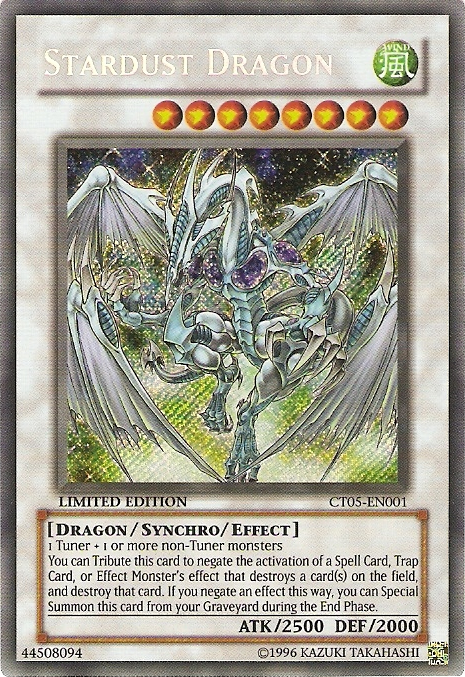 STARDUST DRAGON
WIND
風
LIMITED EDITION
CT05-EN001
[DRAGON / SYNCHRO / EFFECT]
1 Tuner + 1 or more non-Tuner monsters
You can Tribute this card to negate the activation of a Spell Card, Trap
Card, or Effect Monster's effect that destroys a card(s) on the field,
and destroy that card. If you negate an effect this way, you can Special
Summon this card from your Graveyard during the End Phase.
ATK/2500 DEF/2000
44508094
©1996 KAZUKI TAKAHASHI